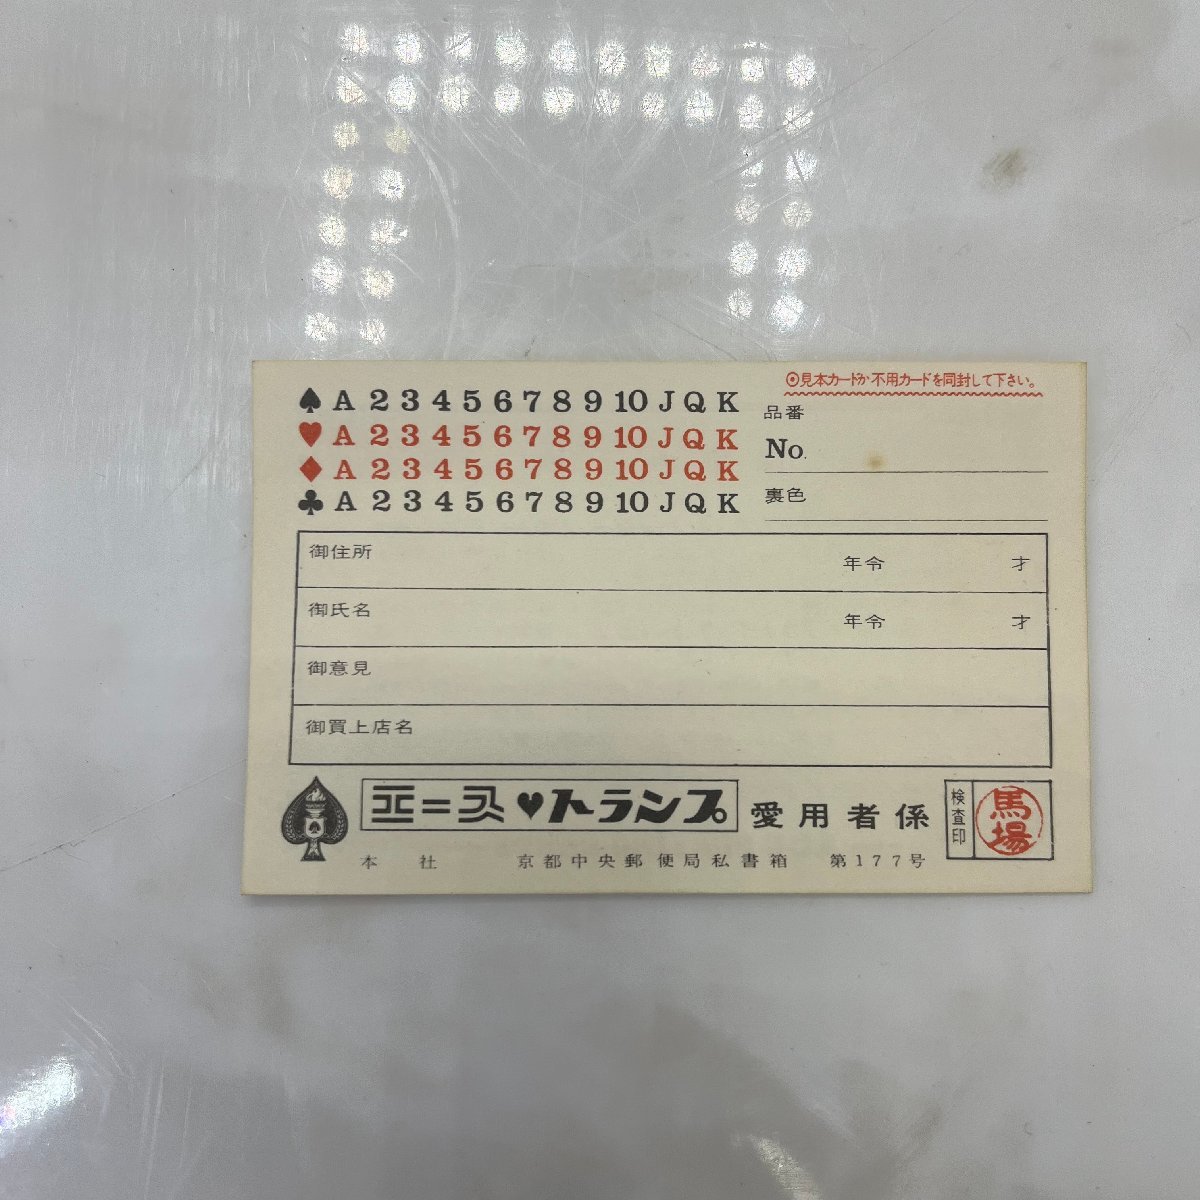 ◎見本カードか不用カードを同封して下さい。
♠ A 2 3 4 5 6 7 8 9 10 J Q K
♥ A 2 3 4 5 6 7 8 9 10 J Q K
♦ A 2 3 4 5 6 7 8 9 10 J Q K
♣ A 2 3 4 5 6 7 8 9 10 J Q K
品番
No.
裏色
御住所 年令 才
御氏名 年令 才
御意見
御買上店名
エース♥トランプ 愛用者係
本社 京都中央郵便局私書箱 第177号
検査印
馬場